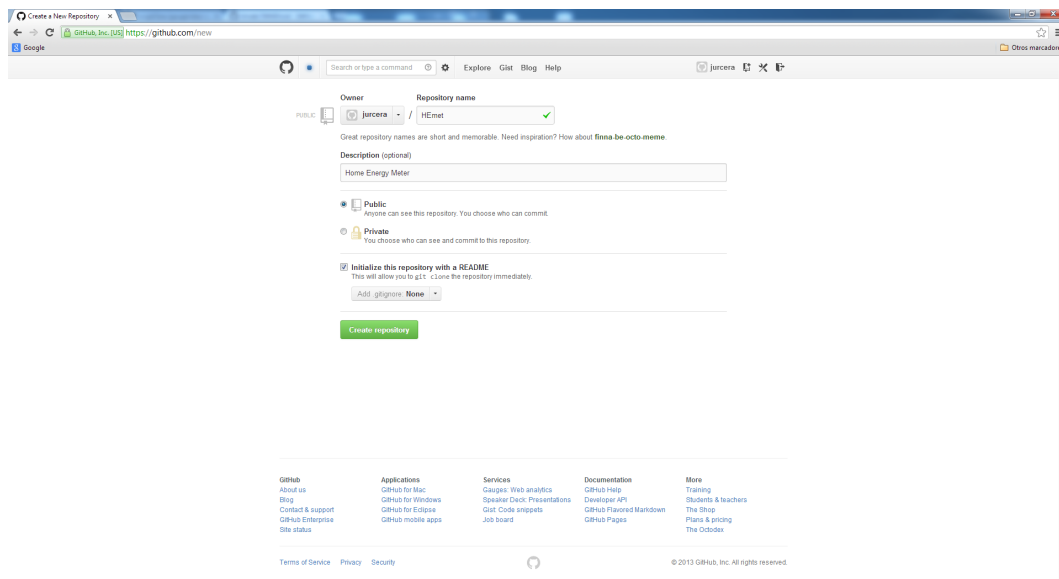 Create a New Repository
GitHub, Inc. [US] https://github.com/new
Google
Otros marcadore
Search or type a command
Explore Gist Blog Help
jurcera
Owner Repository name
PUBLIC jurcera / HEmet
Great repository names are short and memorable. Need inspiration? How about finna-be-octo-meme.
Description (optional)
Home Energy Meter
Public
Anyone can see this repository. You choose who can commit.
Private
You choose who can see and commit to this repository.
Initialize this repository with a README
This will allow you to git clone the repository immediately.
Add .gitignore: None
Create repository
GitHub Applications Services Documentation More
About us GitHub for Mac Gauges: Web analytics GitHub Help Training
Blog GitHub for Windows Speaker Deck: Presentations Developer API Students & teachers
Contact & support GitHub for Eclipse Gist: Code snippets GitHub Flavored Markdown The Shop
GitHub Enterprise GitHub mobile apps Job board GitHub Pages Plans & pricing
Site status The Octodex
Terms of Service Privacy Security © 2013 GitHub, Inc. All rights reserved.